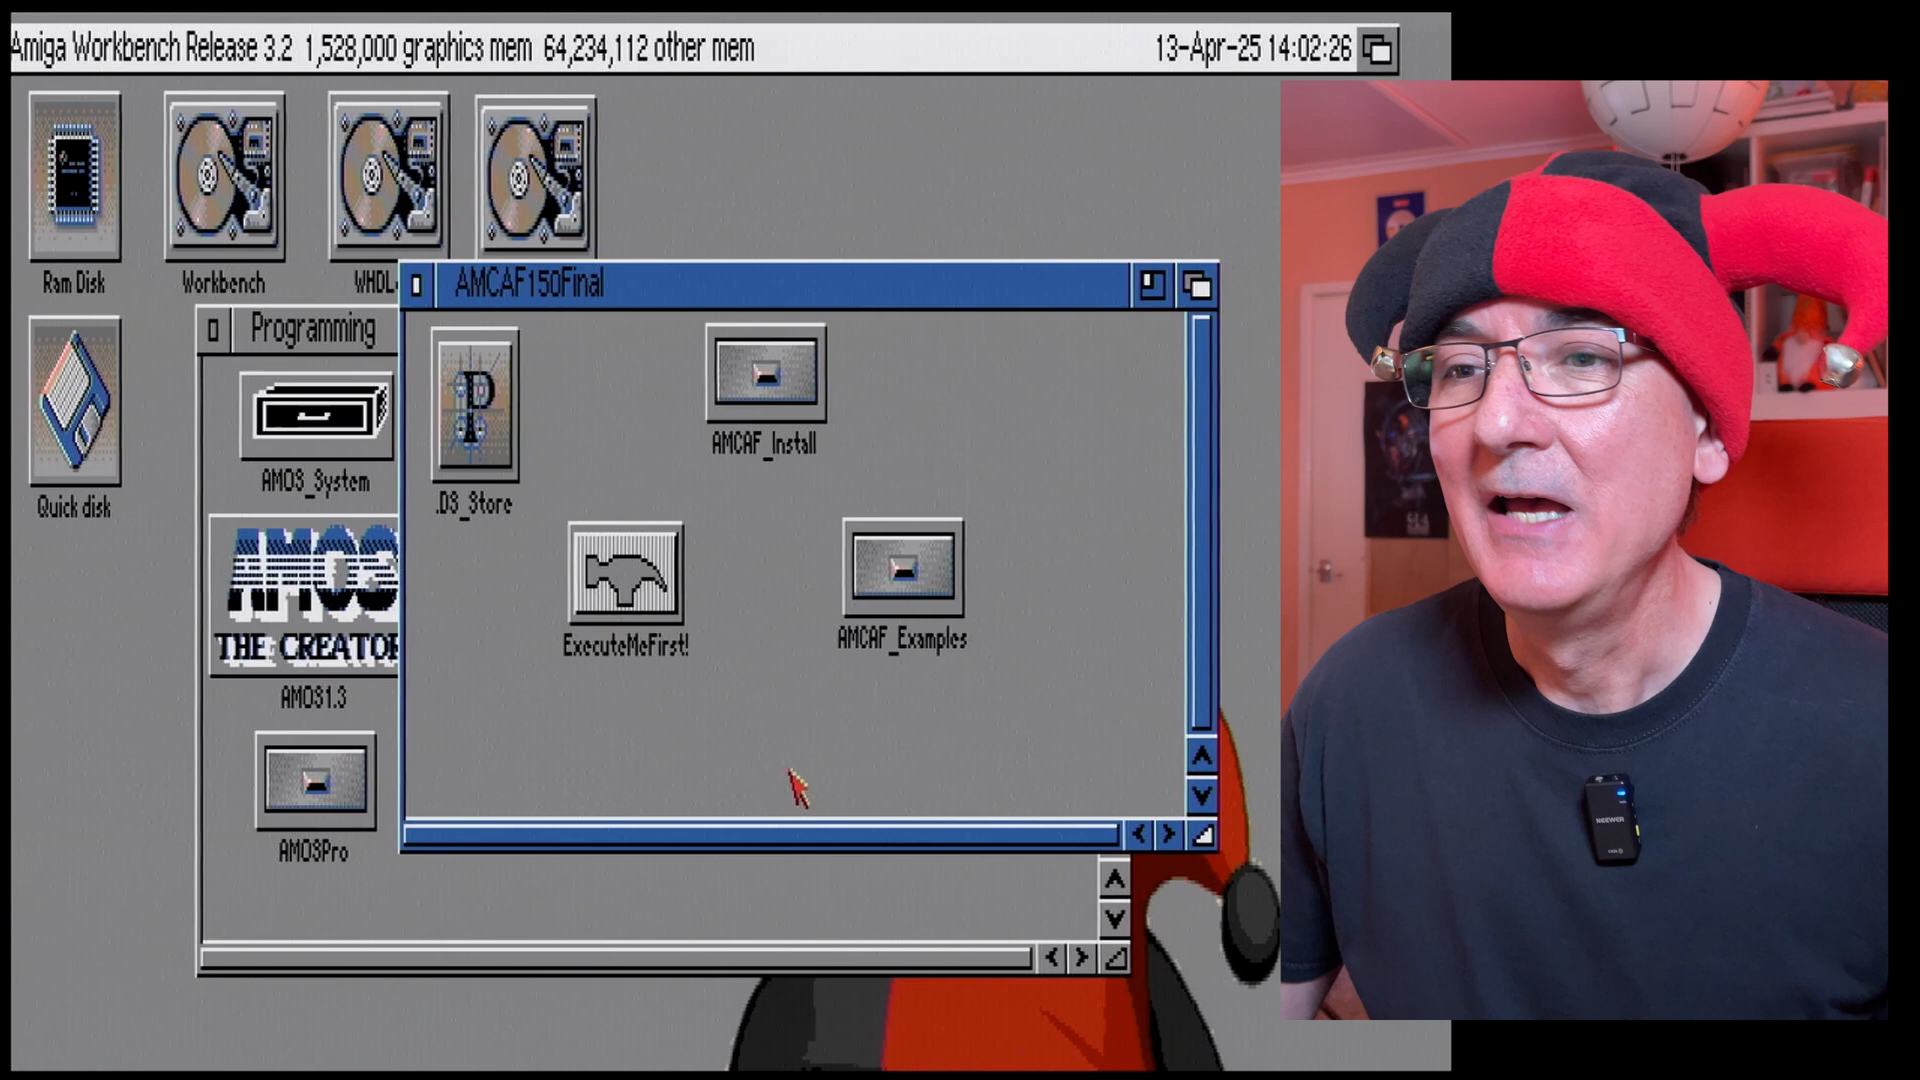 Amiga Workbench Release 3.2 1,528,000 graphics mem 64,234,112 other mem
13-Apr-25 14:02:26
Ram Disk
Workbench
WHDL
Quick disk
Programming
AMOS_System
AMOS
THE CREATOR
AMOS1.3
AMOSPro
AMCAF150Final
.DS_Store
AMCAF_Install
ExecuteMeFirst!
AMCAF_Examples
NEEWER